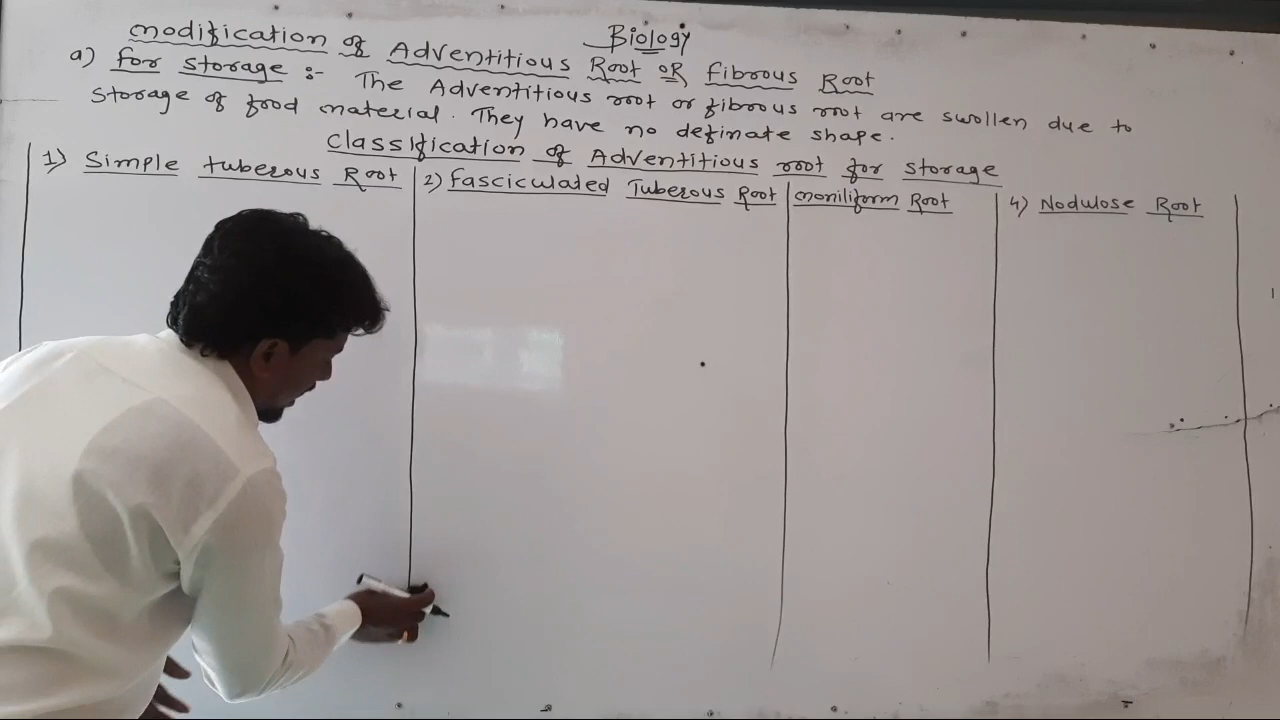 Biology
modification of Adventitious Root OR fibrous Root
a) for storage :- The Adventitious root or fibrous root are swollen due to
storage of food material. They have no definate shape.
Classification of Adventitious root for storage
1) Simple tuberous Root
2) fasciculated Tuberous Root
moniliform Root
4) Nodulose Root